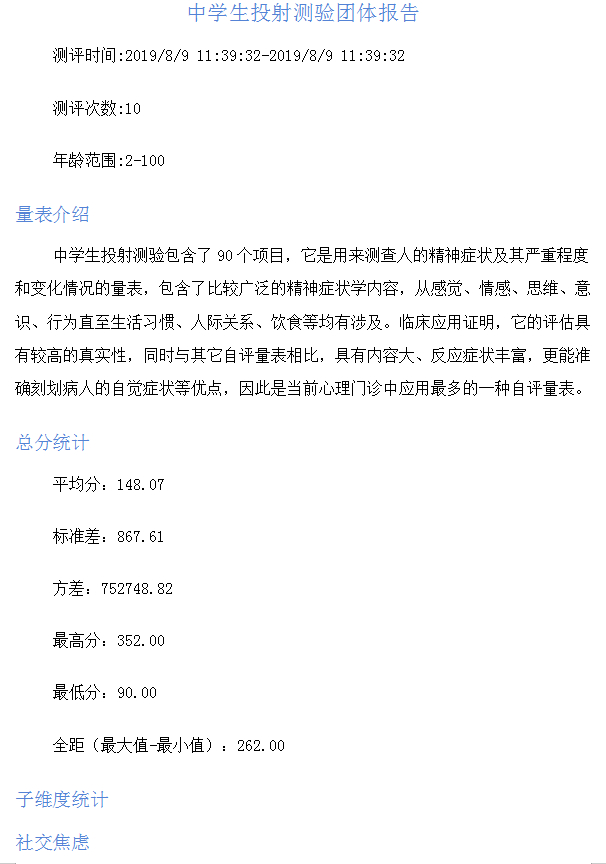 中学生投射测验团体报告
测评时间:2019/8/9 11:39:32-2019/8/9 11:39:32
测评次数:10
年龄范围:2-100
量表介绍
中学生投射测验包含了 90 个项目，它是用来测查人的精神症状及其严重程度
和变化情况的量表，包含了比较广泛的精神症状学内容，从感觉、情感、思维、意
识、行为直至生活习惯、人际关系、饮食等均有涉及。临床应用证明，它的评估具
有较高的真实性，同时与其它自评量表相比，具有内容大、反应症状丰富，更能准
确刻划病人的自觉症状等优点，因此是当前心理门诊中应用最多的一种自评量表。
总分统计
平均分：148.07
标准差：867.61
方差：752748.82
最高分：352.00
最低分：90.00
全距（最大值-最小值）：262.00
子维度统计
社交焦虑